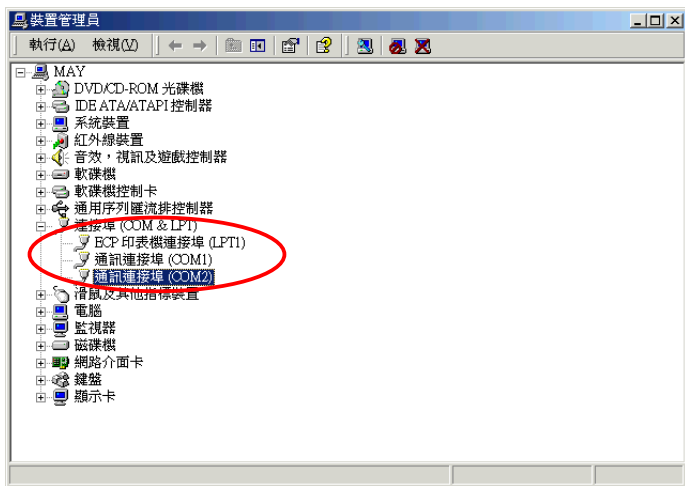 裝置管理員
執行(A) 檢視(V)
MAY
DVD/CD-ROM 光碟機
IDE ATA/ATAPI 控制器
系統裝置
紅外線裝置
音效，視訊及遊戲控制器
軟碟機
軟碟機控制卡
通用序列匯流排控制器
連接埠 (COM & LPT)
ECP 印表機連接埠 (LPT1)
通訊連接埠 (COM1)
通訊連接埠 (COM2)
滑鼠及其他指標裝置
電腦
監視器
磁碟機
網路介面卡
鍵盤
顯示卡